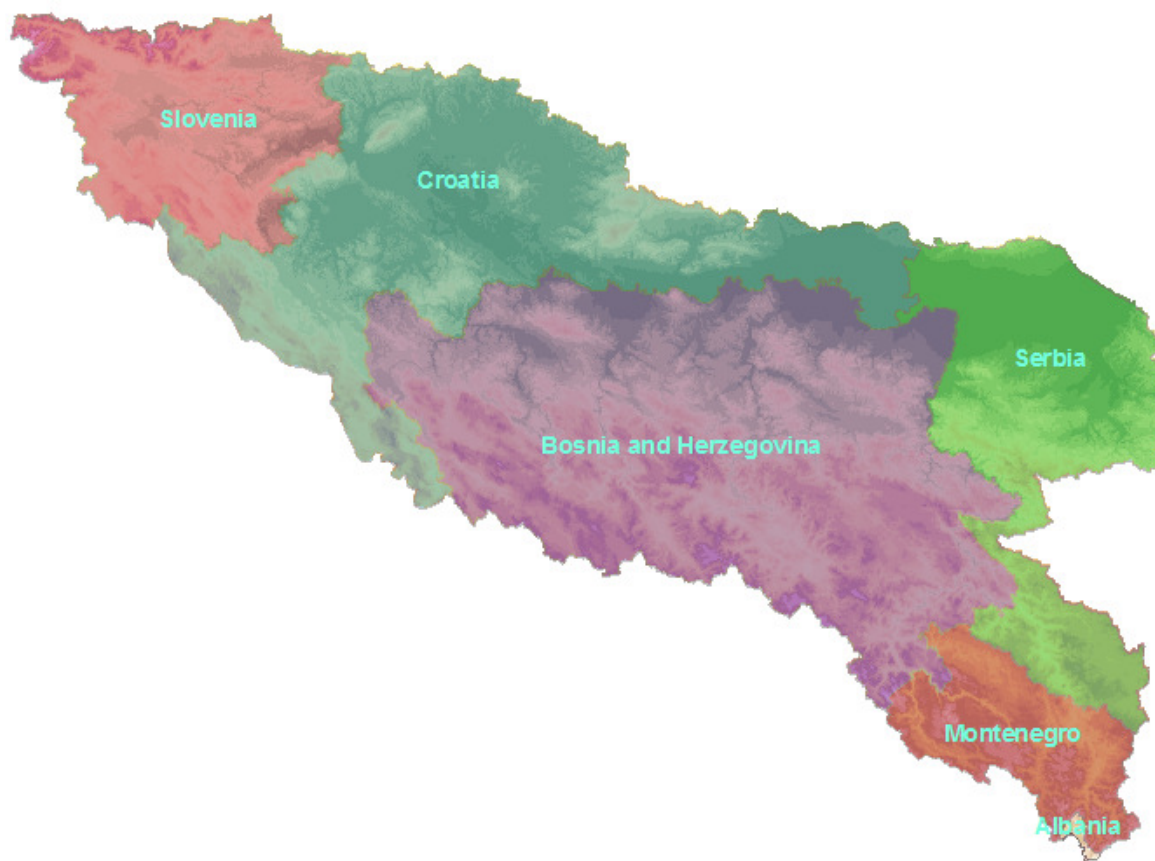 Slovenia
Croatia
Serbia
Bosnia and Herzegovina
Montenegro
Albania